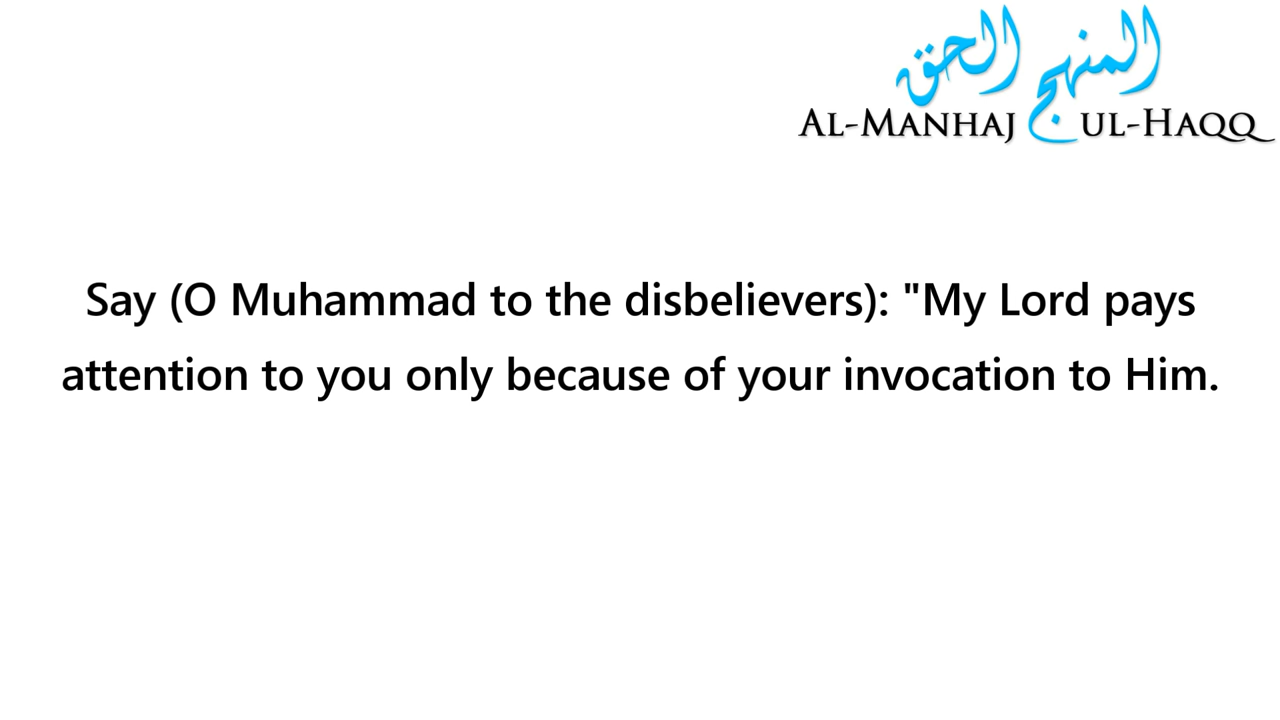 المنهج الحق
AL-MANHAJ UL-HAQQ
Say (O Muhammad to the disbelievers): "My Lord pays
attention to you only because of your invocation to Him.